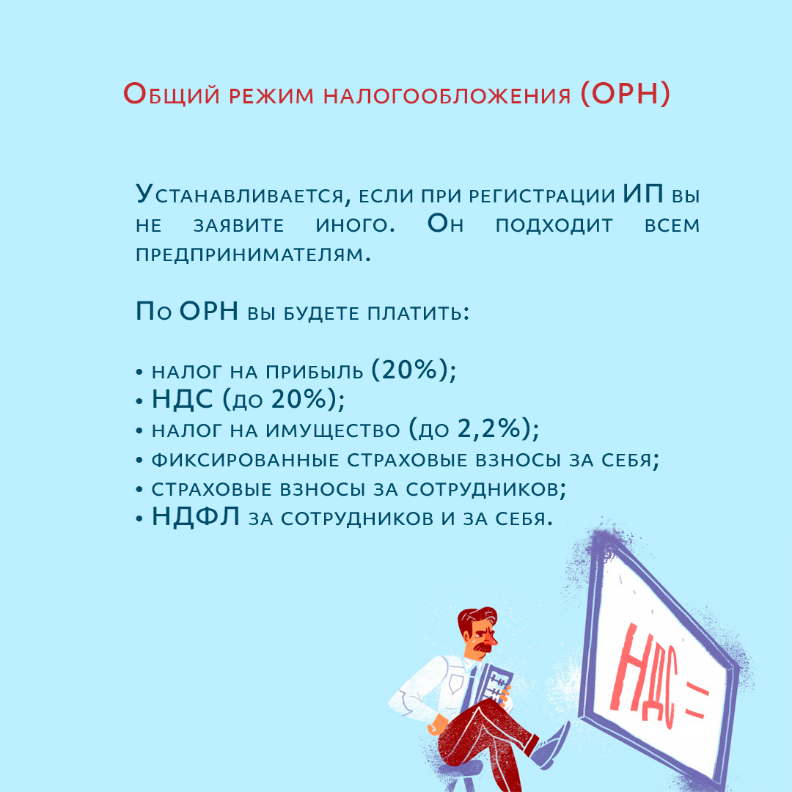 Общий режим налогообложения (ОРН)
Устанавливается, если при регистрации ИП вы
не заявите иного. Он подходит всем
предпринимателям.
По ОРН вы будете платить:
• налог на прибыль (20%);
• НДС (до 20%);
• налог на имущество (до 2,2%);
• фиксированные страховые взносы за себя;
• страховые взносы за сотрудников;
• НДФЛ за сотрудников и за себя.
НДС =